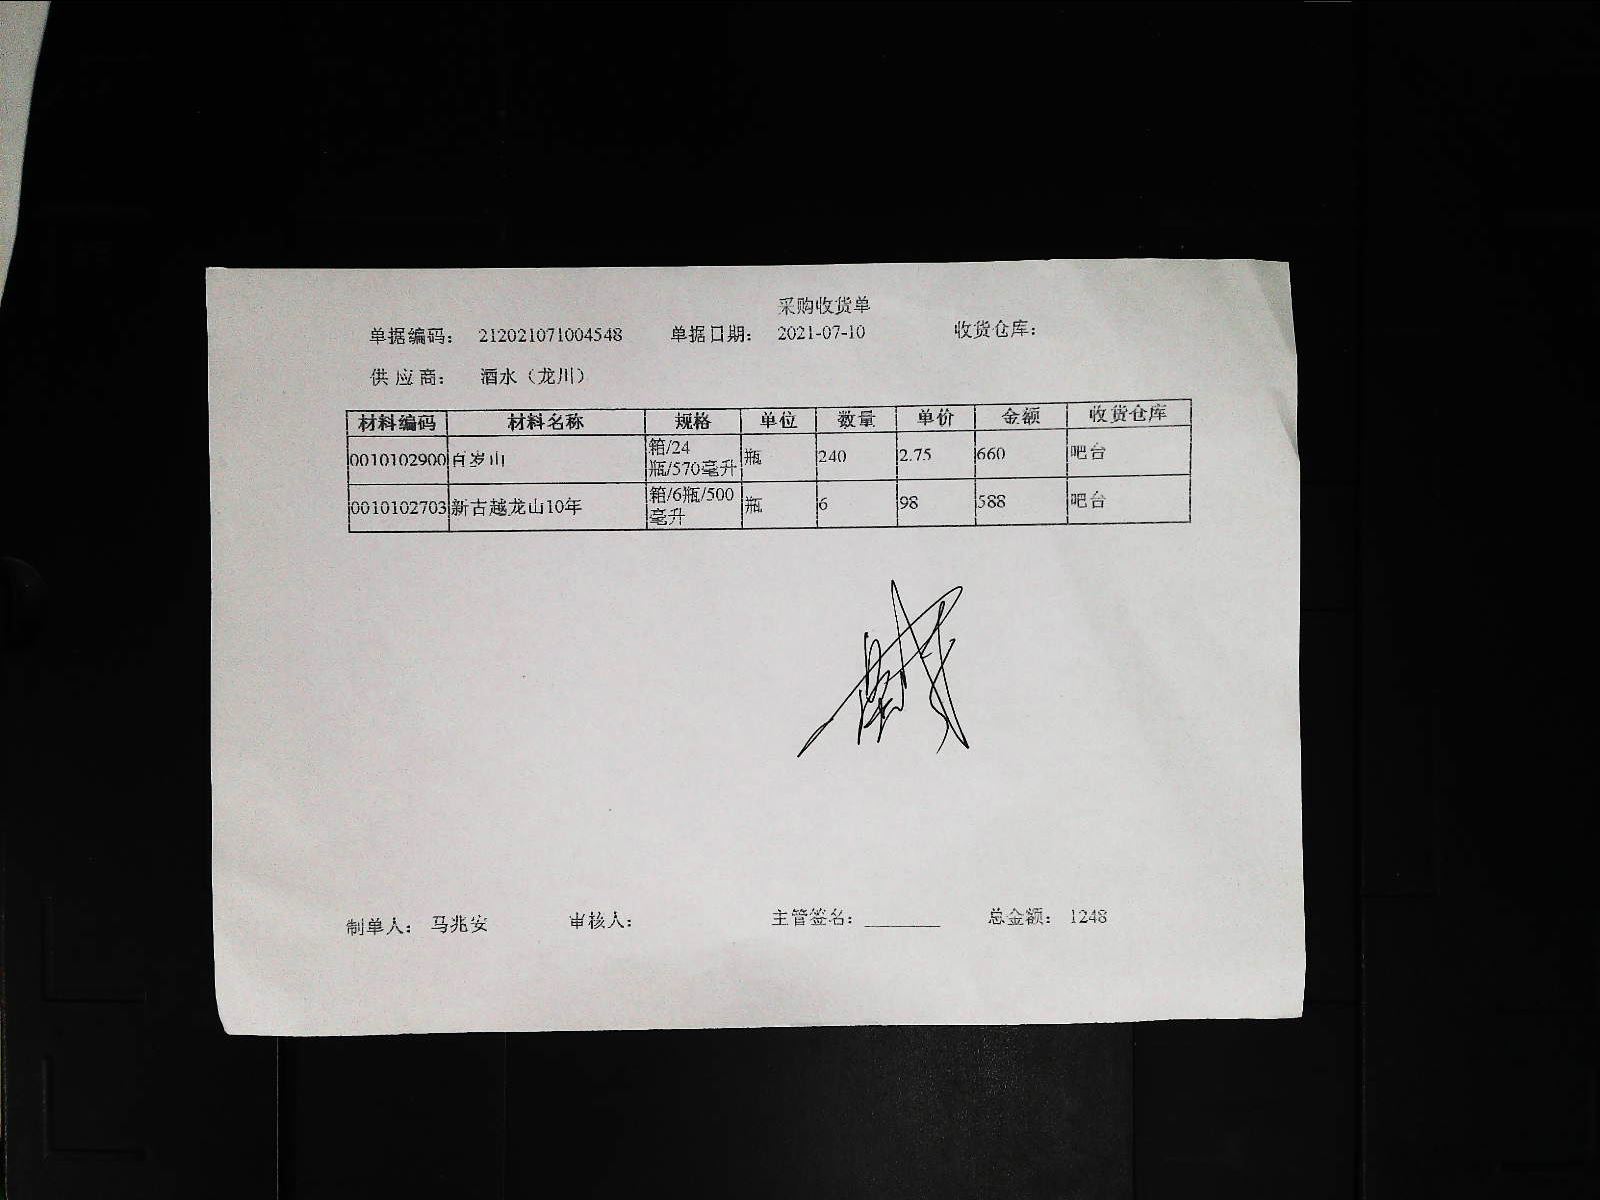 采购收货单
单据编码： 212021071004548 单据日期： 2021-07-10 收货仓库：
供 应 商： 酒水（龙川）
材料编码 材料名称 规格 单位 数量 单价 金额 收货仓库
0010102900 百岁山 箱/24 瓶/570毫升 瓶 240 2.75 660 吧台
0010102703 新古越龙山10年 箱/6瓶/500 毫升 瓶 6 98 588 吧台
制单人： 马兆安 审核人： 主管签名： ________ 总金额： 1248